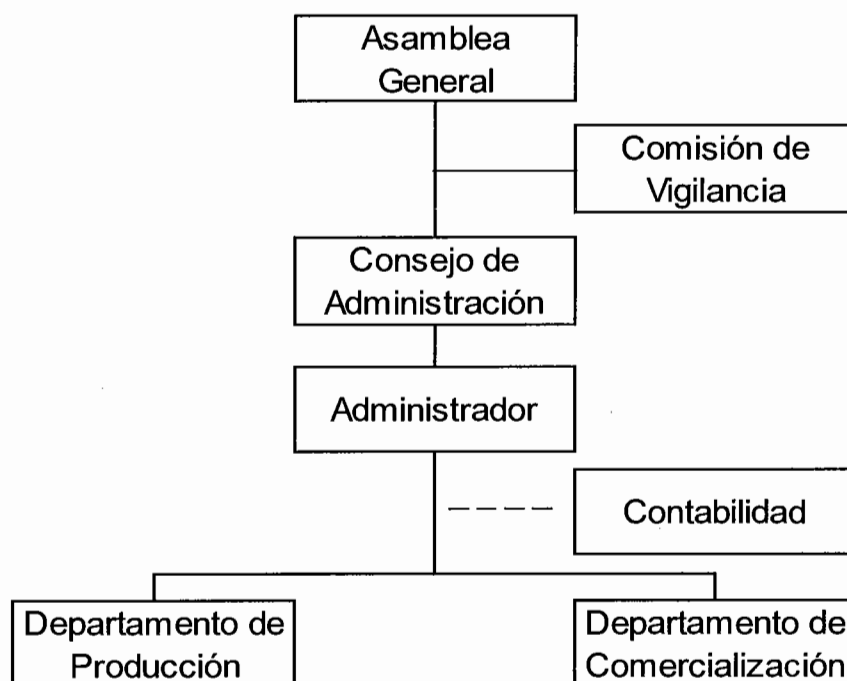 Asamblea
General
Comisión de
Vigilancia
Consejo de
Administración
Administrador
Contabilidad
Departamento de
Producción
Departamento de
Comercialización